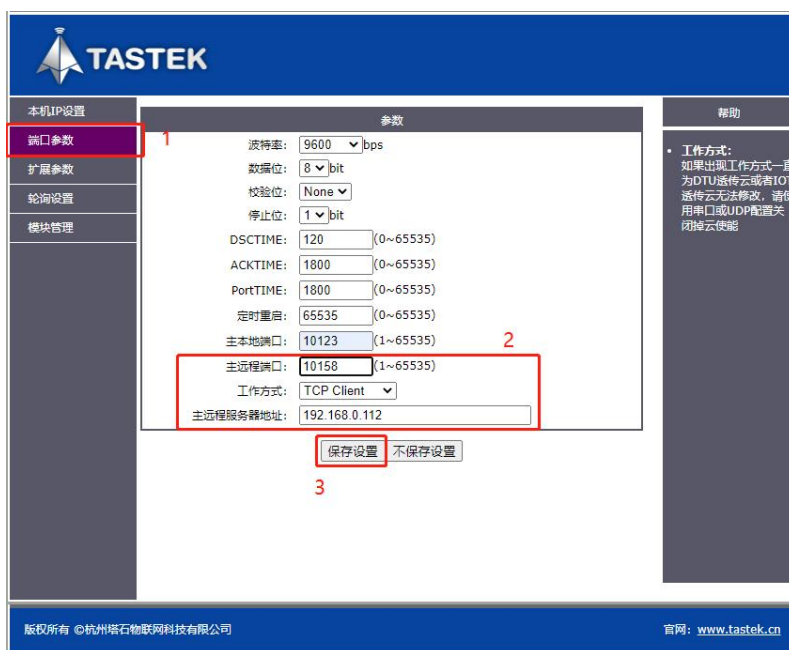 TASTEK
本机IP设置
端口参数
扩展参数
轮询设置
模块管理
1
参数
波特率: 9600 bps
数据位: 8 bit
校验位: None
停止位: 1 bit
DSCTIME: 120 (0~65535)
ACKTIME: 1800 (0~65535)
PortTIME: 1800 (0~65535)
定时重启: 65535 (0~65535)
主本地端口: 10123 (1~65535)
2
主远程端口: 10158 (1~65535)
工作方式: TCP Client
主远程服务器地址: 192.168.0.112
保存设置 不保存设置
3
帮助
• 工作方式:
如果出现工作方式一直
为DTU透传云或者IOT
透传云无法修改，请使
用串口或UDP配置关
闭掉云使能
版权所有 ©杭州塔石物联网科技有限公司
官网: www.tastek.cn